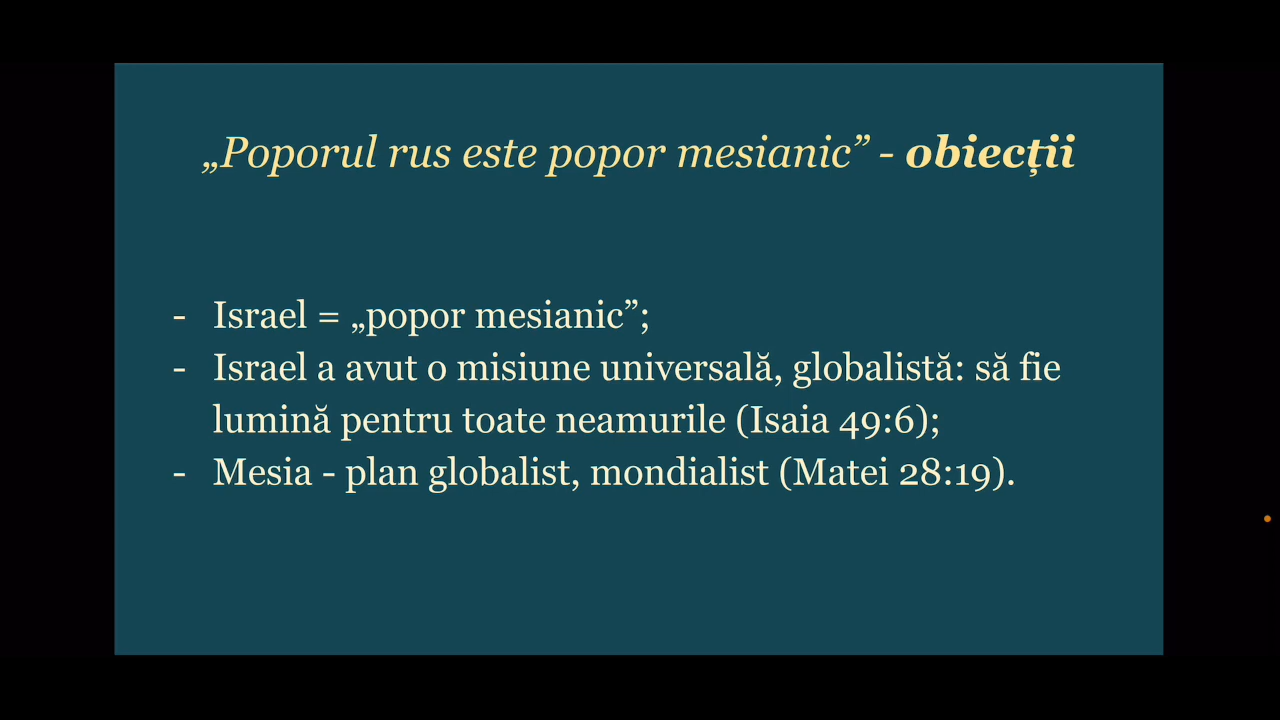 „Poporul rus este popor mesianic” - obiecții
- Israel = „popor mesianic”;
- Israel a avut o misiune universală, globalistă: să fie
lumină pentru toate neamurile (Isaia 49:6);
- Mesia - plan globalist, mondialist (Matei 28:19).